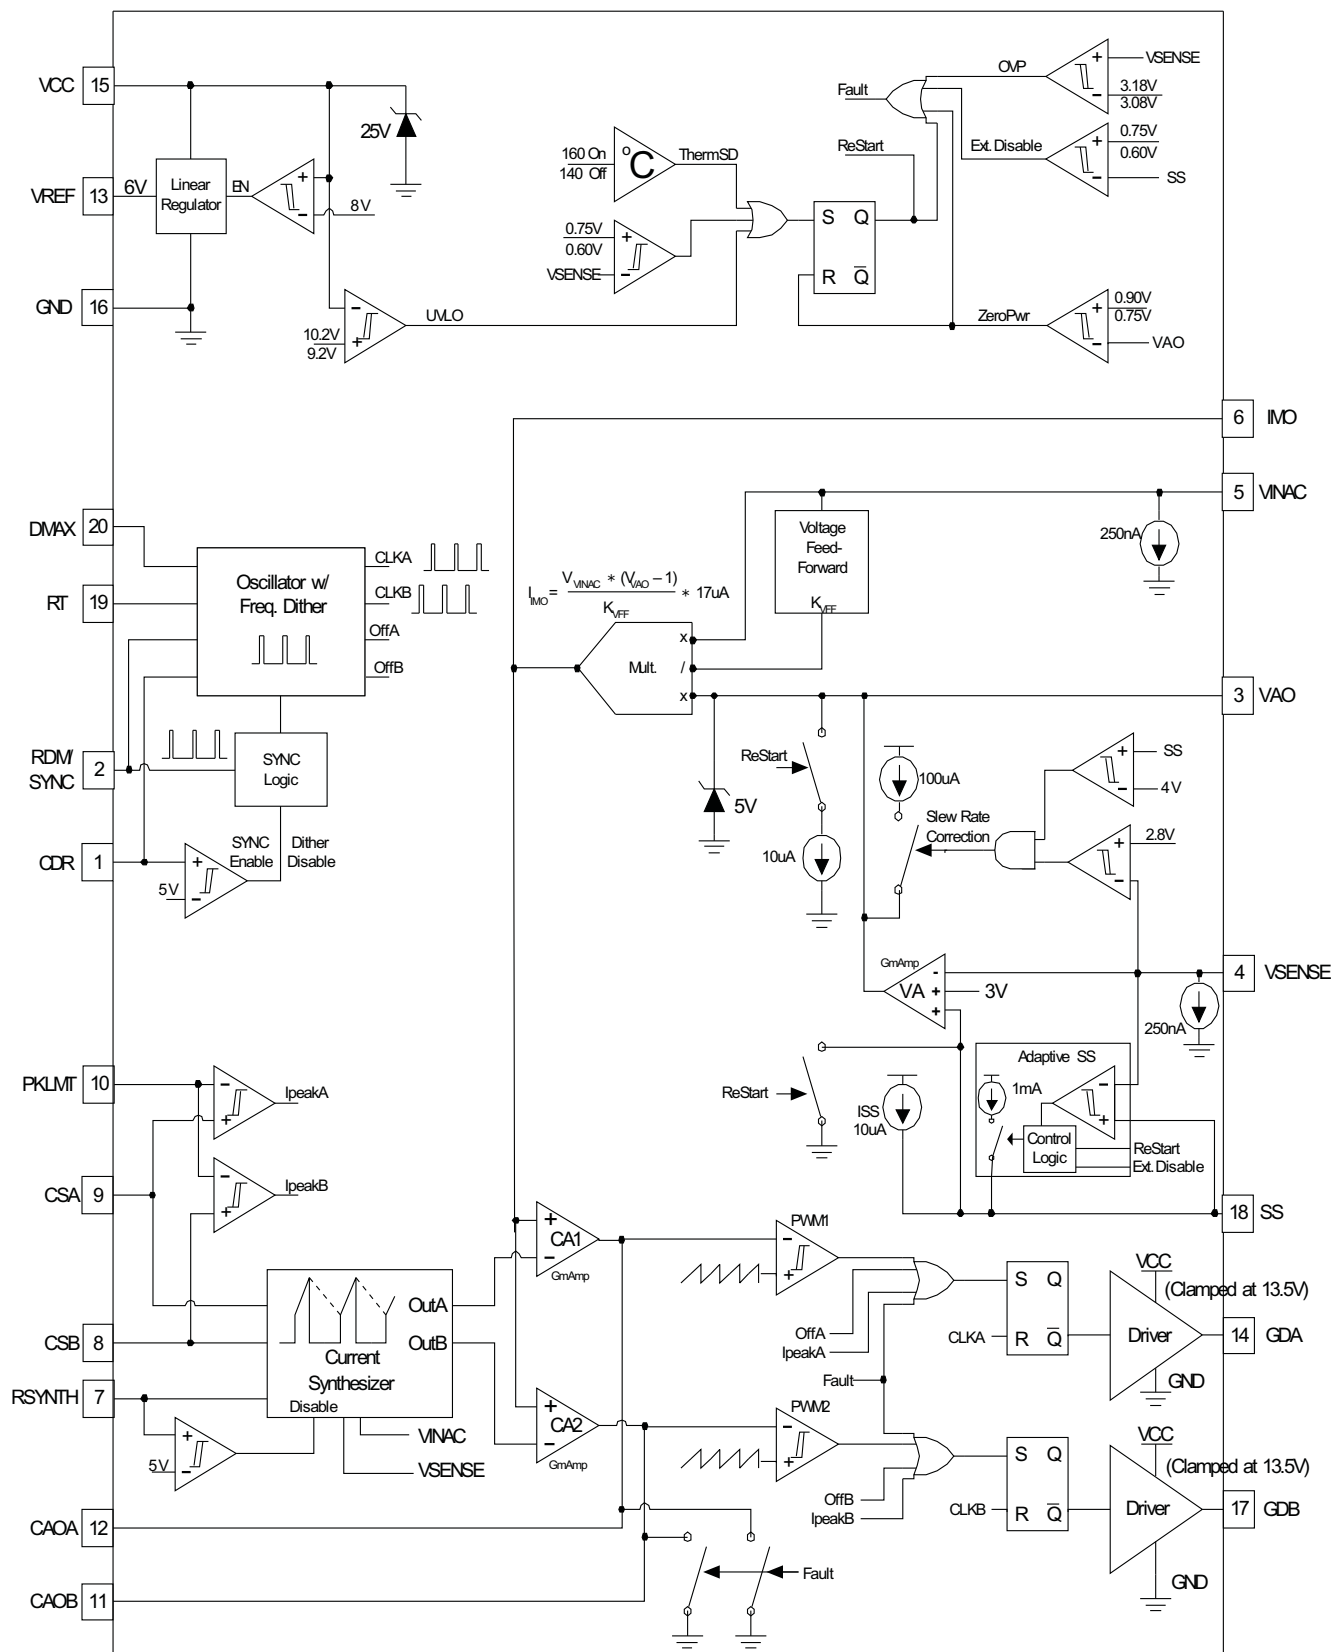 VCC 15
25V
VREF 13 6V
Linear
Regulator
EN
8V
GND 16
10.2V
9.2V
+
-
UVLO
160 On
140 Off
°C
ThermSD
0.75V
0.60V
VSENSE
S Q
R Q
Fault
ReStart
OVP
VSENSE
3.18V
3.08V
Ext. Disable
0.75V
0.60V
SS
ZeroPwr
0.90V
0.75V
VAO
6 IMO
5 VINAC
250nA
Voltage
Feed-
Forward
KVFF
IIMO = VVINAC * (VVAO – 1) * 17uA
KVFF
Mult.
x
/
x
3 VAO
DMAX 20
RT 19
Oscillator w/
Freq. Dither
CLKA
CLKB
OffA
OffB
RDM/
SYNC
2
SYNC
Logic
CDR 1
5V
SYNC
Enable
Dither
Disable
ReStart
5V
10uA
100uA
Slew Rate
Correction
SS
4V
2.8V
GmAmp
VA
3V
4 VSENSE
250nA
ReStart
ISS
10uA
Adaptive SS
1mA
Control
Logic
ReStart
Ext. Disable
18 SS
PKLMT 10
IpeakA
CSA 9
IpeakB
CSB 8
RSYNTH 7
OutA
OutB
Current
Synthesizer
Disable
5V
VINAC
VSENSE
CA1
GmAmp
CA2
GmAmp
PWM1
OffA
IpeakA
Fault
PWM2
OffB
IpeakB
S Q
R Q
CLKA
VCC
(Clamped at 13.5V)
Driver
GND
14 GDA
S Q
R Q
CLKB
VCC
(Clamped at 13.5V)
Driver
GND
17 GDB
CAOA 12
CAOB 11
Fault